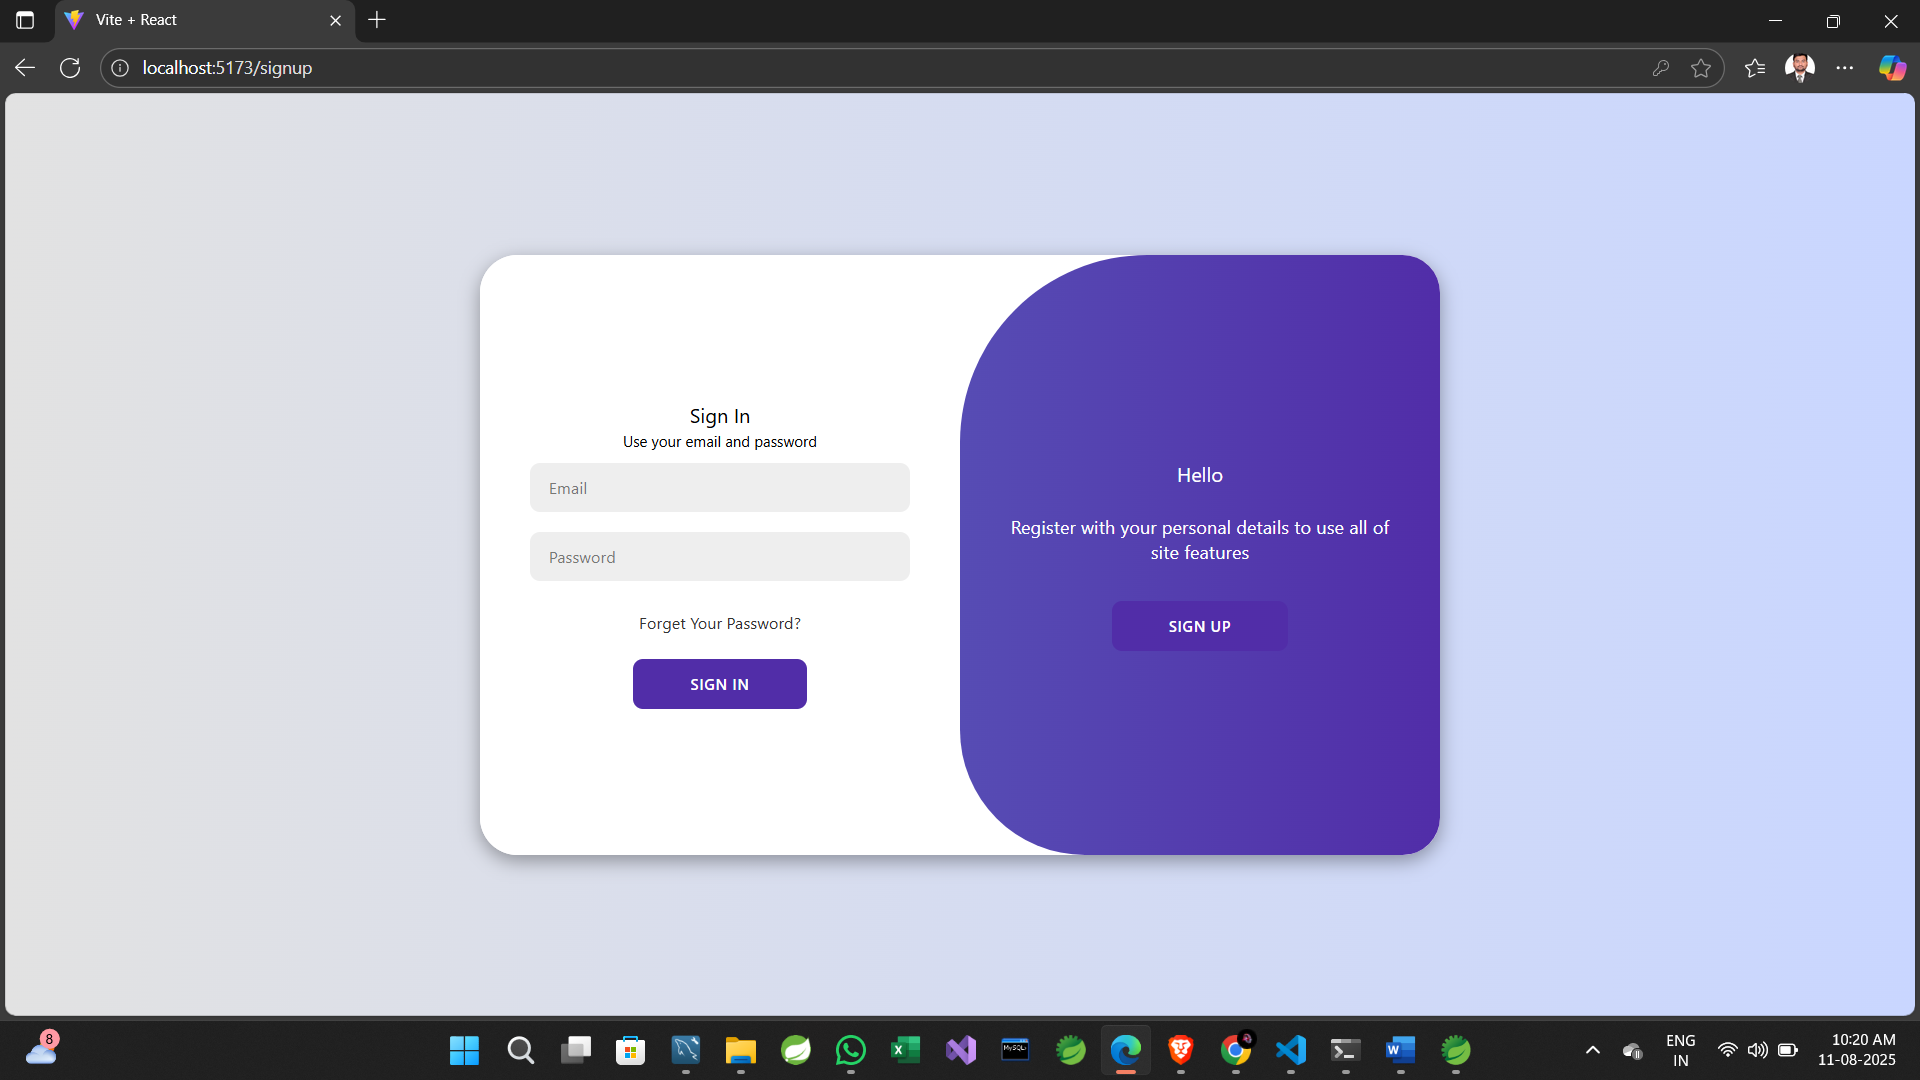 Vite + React
localhost:5173/signup
Sign In
Use your email and password
Email
Password
Forget Your Password?
SIGN IN
Hello
Register with your personal details to use all of
site features
SIGN UP
8
MySQL
ENG
IN
10:20 AM
11-08-2025